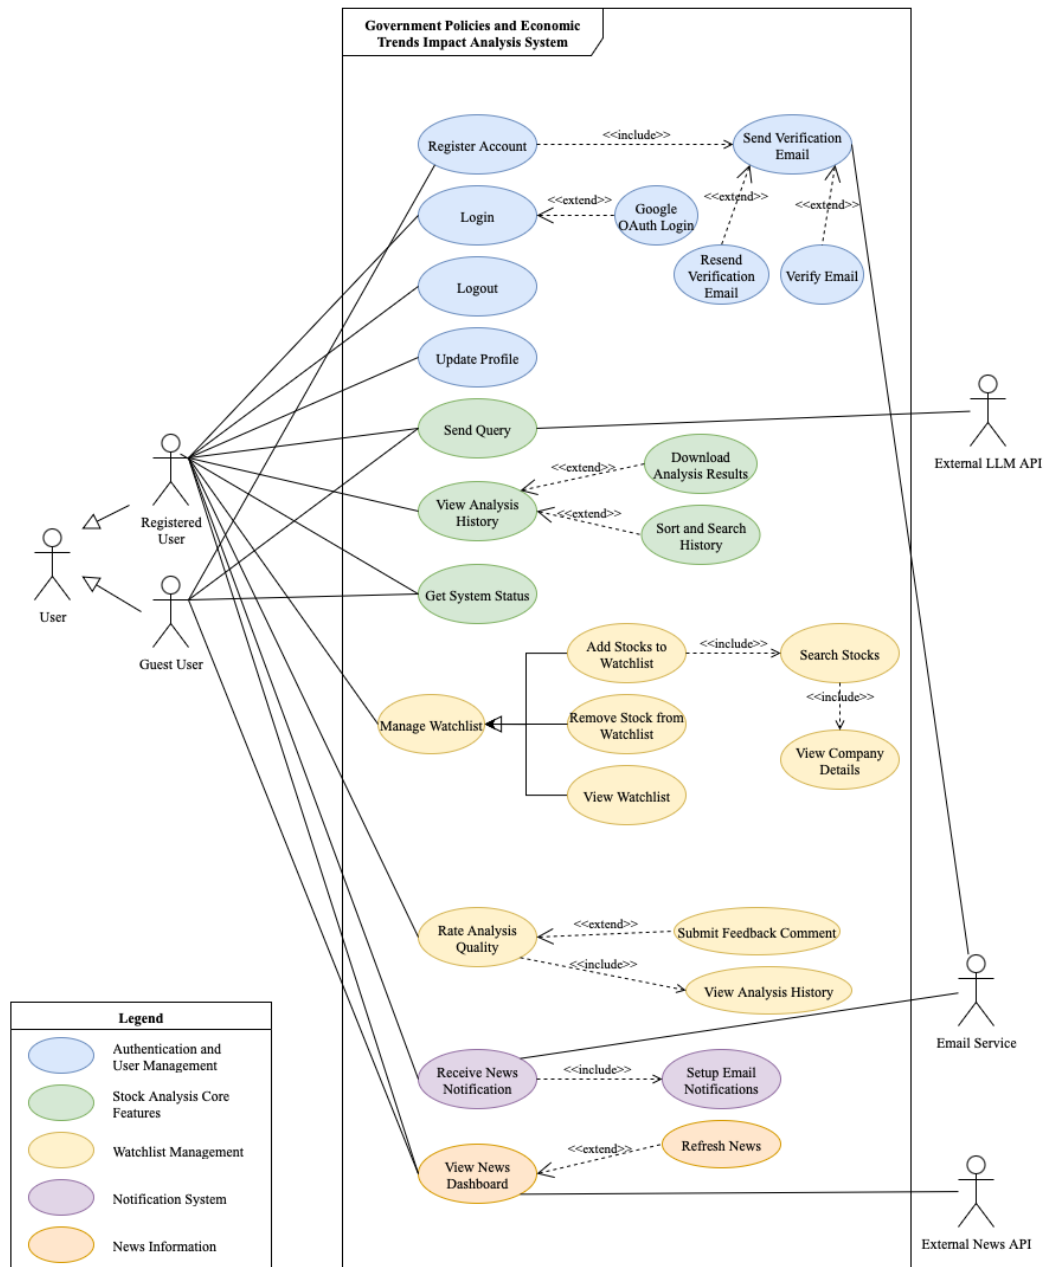 Government Policies and Economic
Trends Impact Analysis System
Register Account
<<include>>
Send Verification
Email
Login
<<extend>>
Google
OAuth Login
<<extend>>
<<extend>>
Resend
Verification
Email
Verify Email
Logout
Update Profile
Send Query
External LLM API
Download
Analysis Results
<<extend>>
View Analysis
History
<<extend>>
Sort and Search
History
Registered
User
User
Guest User
Get System Status
Add Stocks to
Watchlist
<<include>>
Search Stocks
<<include>>
Manage Watchlist
Remove Stock from
Watchlist
View Company
Details
View Watchlist
Rate Analysis
Quality
<<extend>>
Submit Feedback Comment
<<include>>
View Analysis History
Email Service
Receive News
Notification
<<include>>
Setup Email
Notifications
Refresh News
<<extend>>
View News
Dashboard
External News API
Legend
Authentication and
User Management
Stock Analysis Core
Features
Watchlist Management
Notification System
News Information